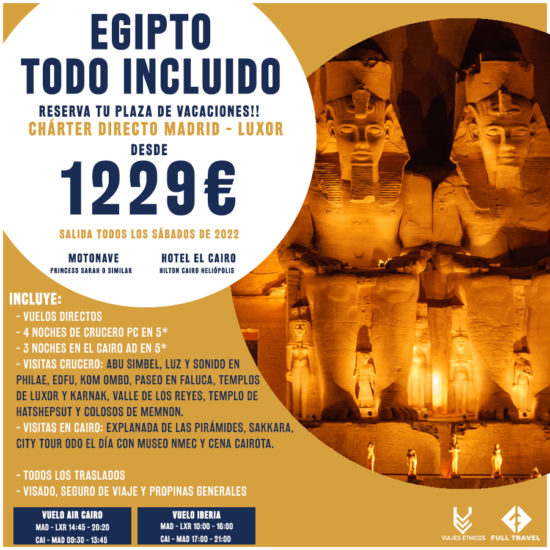 EGIPTO
TODO INCLUIDO
RESERVA TU PLAZA DE VACACIONES!!
CHÁRTER DIRECTO MADRID - LUXOR
DESDE
1229€
SALIDA TODOS LOS SÁBADOS DE 2022
MOTONAVE
PRINCESS SARAH O SIMILAR
HOTEL EL CAIRO
HILTON CAIRO HELIÓPOLIS
INCLUYE:
- VUELOS DIRECTOS
- 4 NOCHES DE CRUCERO PC EN 5*
- 3 NOCHES EN EL CAIRO AD EN 5*
- VISITAS CRUCERO: ABU SIMBEL, LUZ Y SONIDO EN
PHILAE, EDFU, KOM OMBO, PASEO EN FALUCA, TEMPLOS
DE LUXOR Y KARNAK, VALLE DE LOS REYES, TEMPLO DE
HATSHEPSUT Y COLOSOS DE MEMNON.
- VISITAS EN CAIRO: EXPLANADA DE LAS PIRÁMIDES, SAKKARA,
CITY TOUR ODO EL DÍA CON MUSEO NMEC Y CENA CAIROTA.
- TODOS LOS TRASLADOS
- VISADO, SEGURO DE VIAJE Y PROPINAS GENERALES
VUELO AIR CAIRO
MAD - LXR 14:45 - 20:20
CAI - MAD 09:30 - 13:45
VUELO IBERIA
MAD - LXR 10:00 - 16:00
CAI - MAD 17:00 - 21:00
VIAJES ETNICOS
FULL TRAVEL